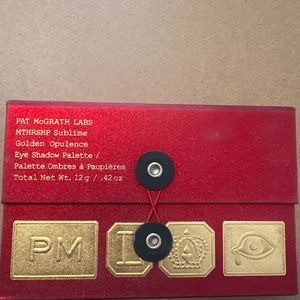 PAT McGRATH LABS
MTHRSHP Sublime
Golden Opulence
Eye Shadow Palette /
Palette Ombres à Paupières
Total Net Wt. 12g / .42oz
PM I A